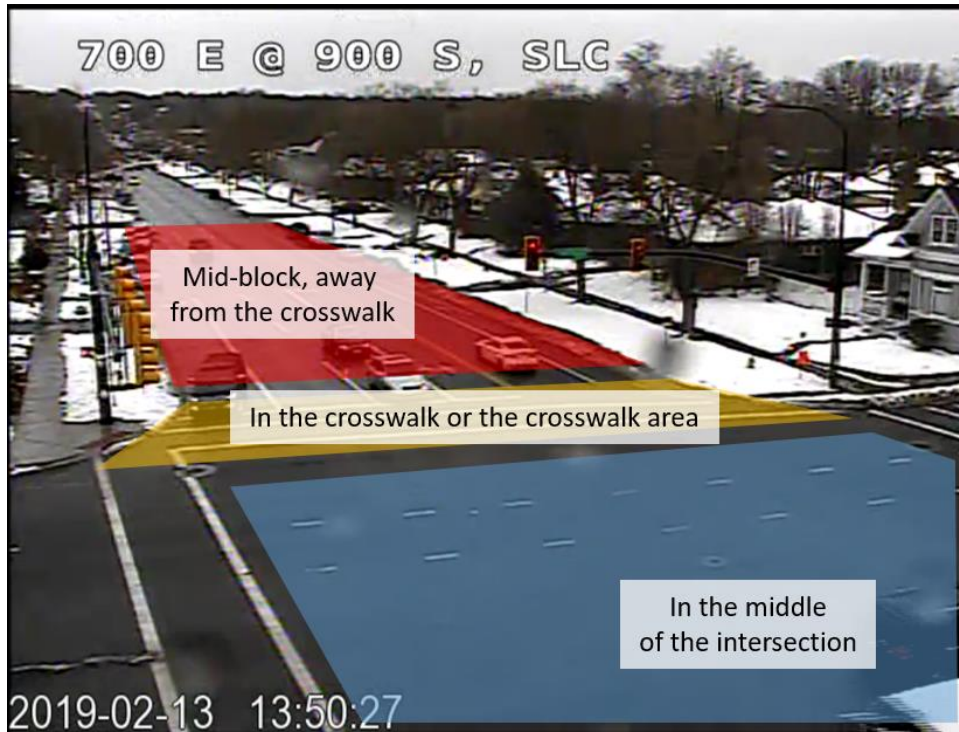 700 E @ 900 S, SLC
Mid-block, away
from the crosswalk
In the crosswalk or the crosswalk area
In the middle
of the intersection
2019-02-13 13:50:27